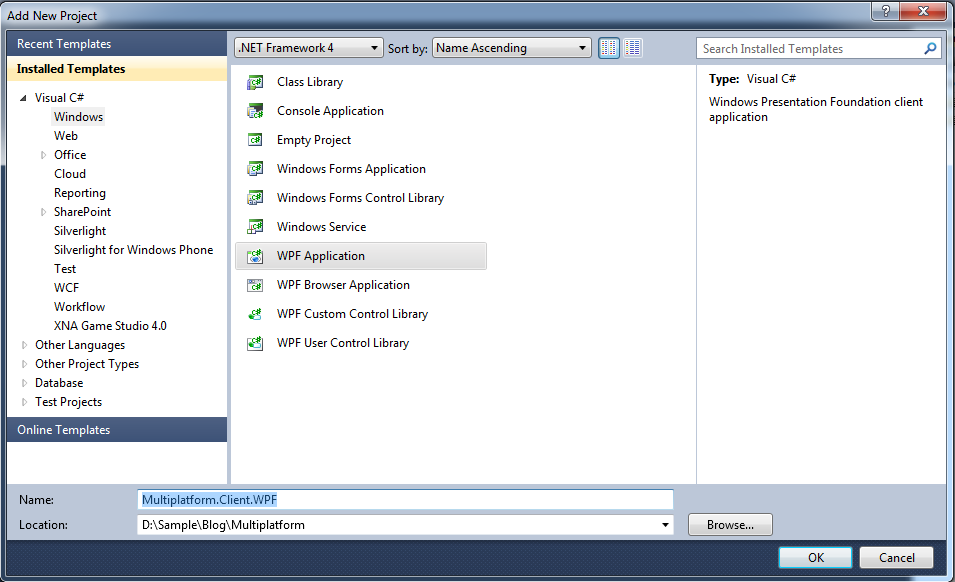 Add New Project
?
Recent Templates
.NET Framework 4
Sort by:
Name Ascending
Search Installed Templates
Installed Templates
Visual C#
Windows
Web
Office
Cloud
Reporting
SharePoint
Silverlight
Silverlight for Windows Phone
Test
WCF
Workflow
XNA Game Studio 4.0
Other Languages
Other Project Types
Database
Test Projects
Online Templates
Class Library
Console Application
Empty Project
Windows Forms Application
Windows Forms Control Library
Windows Service
WPF Application
WPF Browser Application
WPF Custom Control Library
WPF User Control Library
Type: Visual C#
Windows Presentation Foundation client
application
Name:
Multiplatform.Client.WPF
Location:
D:\Sample\Blog\Multiplatform
Browse...
OK
Cancel